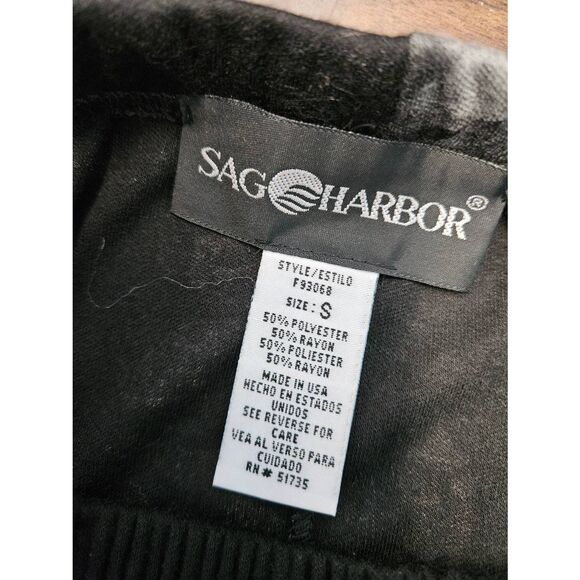 SAG HARBOR®
STYLE/ESTILO
F93068
SIZE: S
50% POLYESTER
50% RAYON
50% POLIESTER
50% RAYON
MADE IN USA
HECHO EN ESTADOS
UNIDOS
SEE REVERSE FOR
CARE
VEA AL VERSO PARA
CUIDADO
RN# 51735